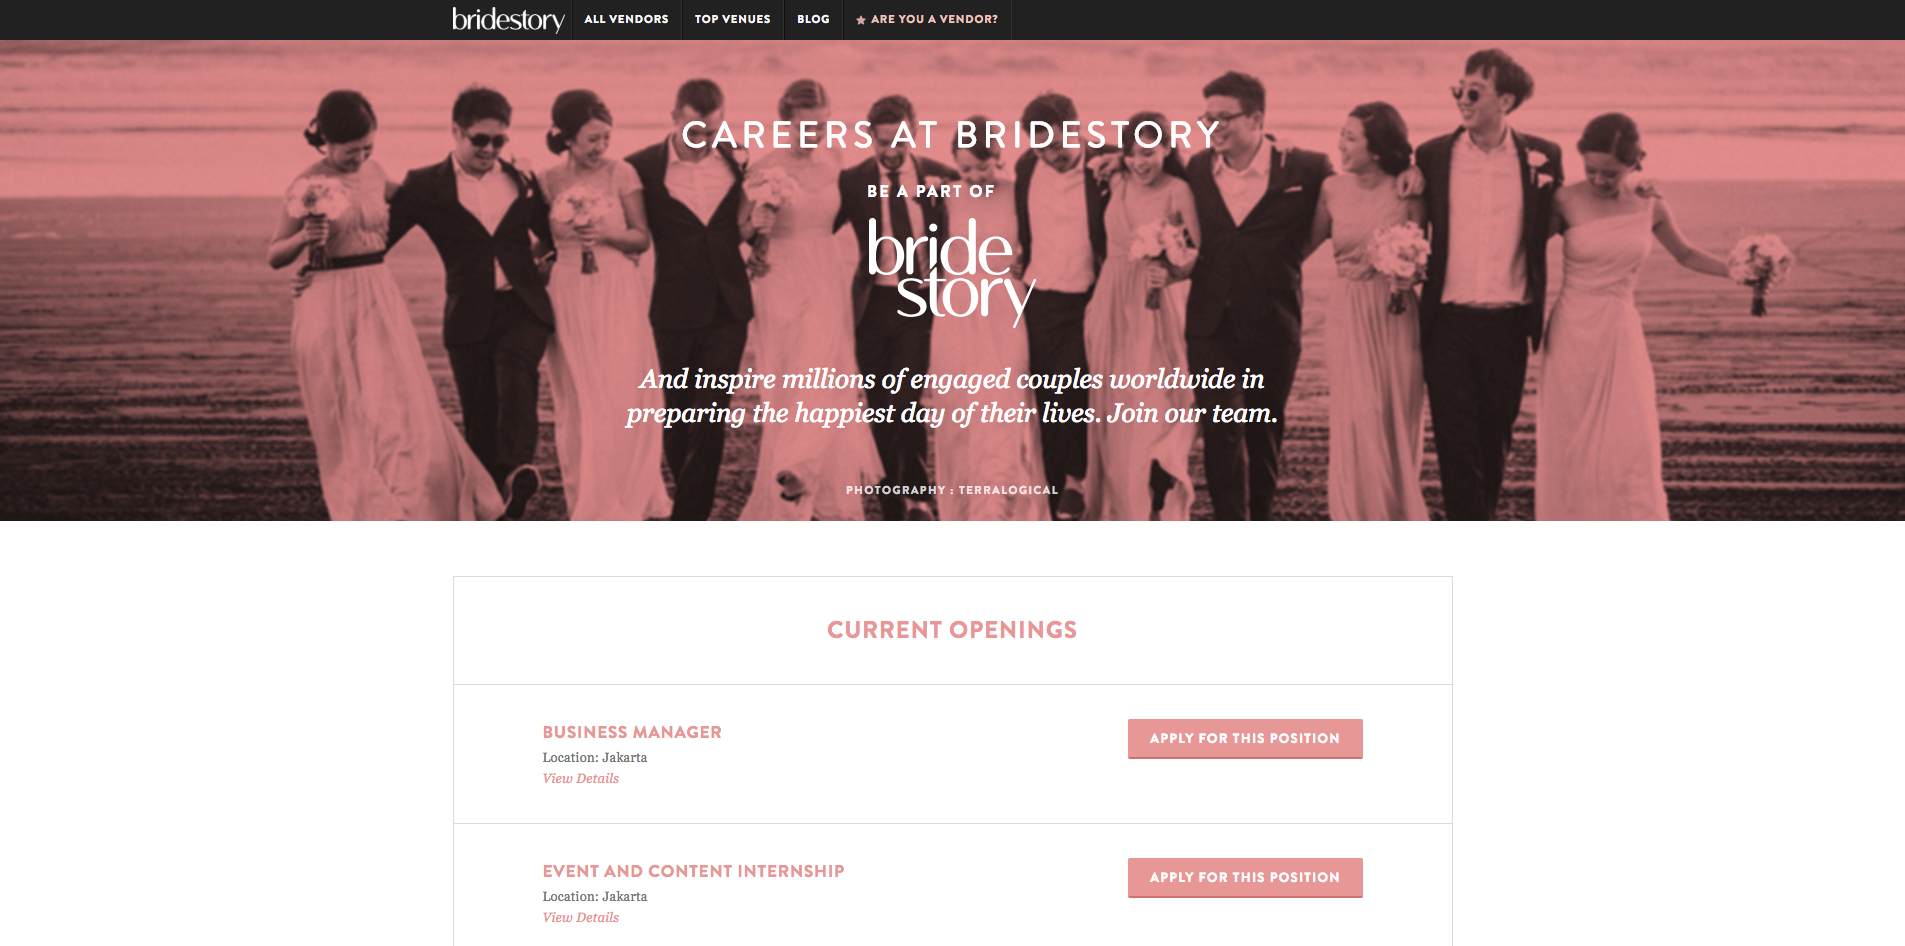 bridestory ALL VENDORS TOP VENUES BLOG ARE YOU A VENDOR?
CAREERS AT BRIDESTORY
BE A PART OF
bride
story
And inspire millions of engaged couples worldwide in
preparing the happiest day of their lives. Join our team.
PHOTOGRAPHY : TERRALOGICAL
CURRENT OPENINGS
BUSINESS MANAGER
Location: Jakarta
View Details
APPLY FOR THIS POSITION
EVENT AND CONTENT INTERNSHIP
Location: Jakarta
View Details
APPLY FOR THIS POSITION